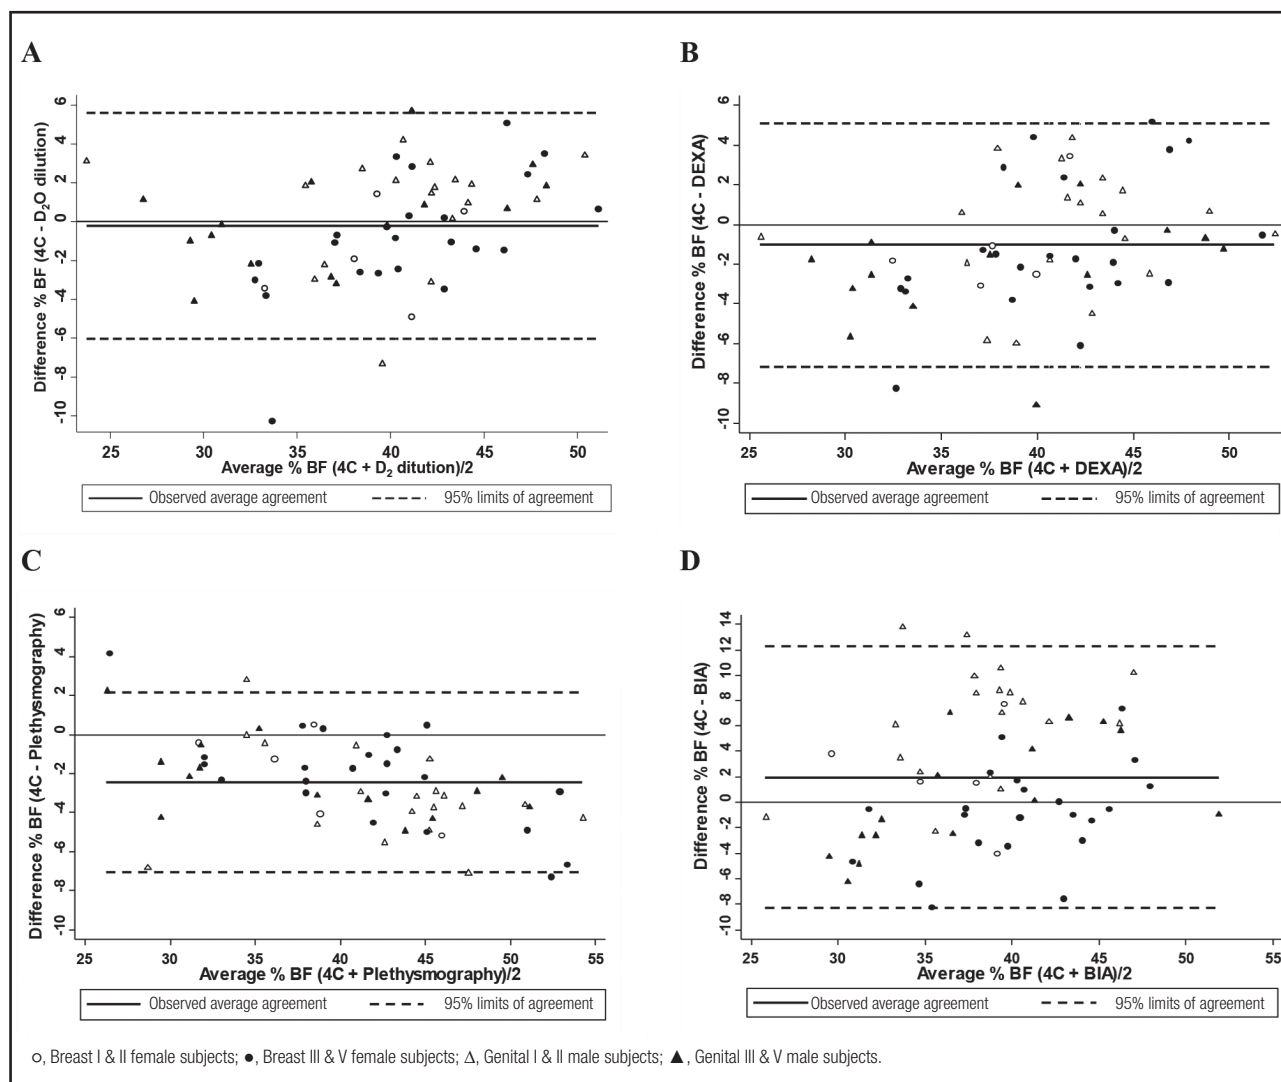 A
Difference % BF (4C - D2O dilution)
6
4
2
0
-2
-4
-6
-8
-10
25 30 35 40 45 50
Average % BF (4C + D2 ditution)/2
Observed average agreement 95% limits of agreement
B
Difference % BF (4C - DEXA)
6
4
2
0
-2
-4
-6
-8
-10
25 30 35 40 45 50
Average % BF (4C + DEXA)/2
Observed average agreement 95% limits of agreement
C
Difference % BF (4C - Plethysmography)
6
4
2
0
-2
-4
-6
-8
-10
25 30 35 40 45 50 55
Average % BF (4C + Plethysmography)/2
Observed average agreement 95% limits of agreement
D
Difference % BF (4C - BIA)
14
12
10
8
6
4
2
0
-2
-4
-6
-8
-10
25 30 35 40 45 50 55
Average % BF (4C + BIA)/2
Observed average agreement 95% limits of agreement
○, Breast I & II female subjects; ●, Breast III & V female subjects; △, Genital I & II male subjects; ▲, Genital III & V male subjects.